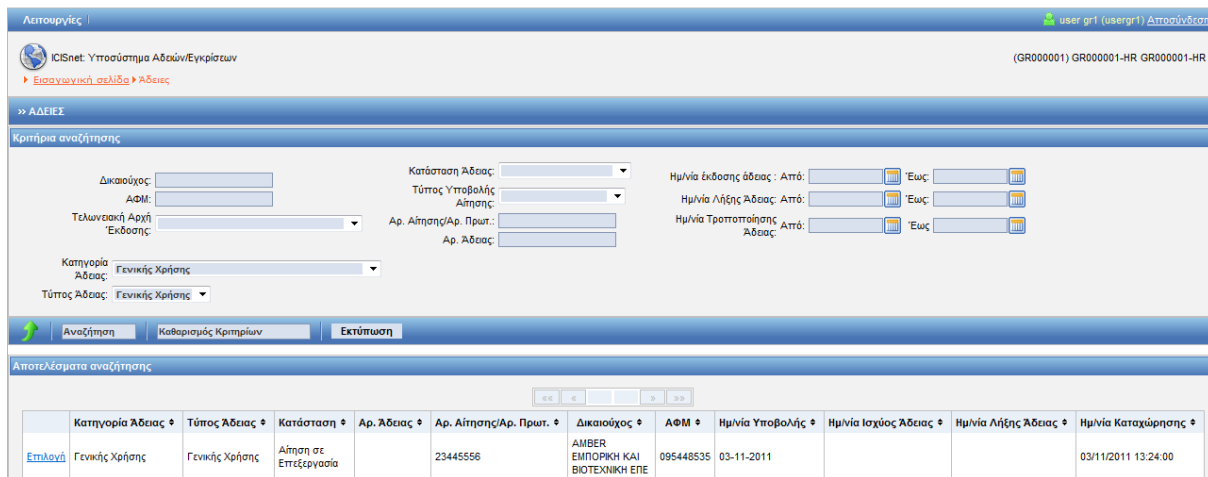 Λειτουργίες
user gr1 (usergr1) Αποσύνδεση
ICISnet: Υποσύστημα Αδειών/Εγκρίσεων
(GR000001) GR000001-HR GR000001-HR
Εισαγωγική σελίδα Άδειες
›› ΑΔΕΙΕΣ
Κριτήρια αναζήτησης
Δικαιούχος:
ΑΦΜ:
Τελωνειακή Αρχή
Έκδοσης:
Κατάσταση Άδειας:
Τύπος Υποβολής
Αίτησης:
Αρ. Αίτησης/Αρ. Πρωτ.:
Αρ. Άδειας:
Ημ/νία έκδοσης άδειας : Από: Έως:
Ημ/νία Λήξης Άδειας: Από: Έως:
Ημ/νία Τροποποίησης
Άδειας: Από: Έως
Κατηγορία
Άδειας: Γενικής Χρήσης
Τύπος Άδειας: Γενικής Χρήσης
Αναζήτηση Καθαρισμός Κριτηρίων Εκτύπωση
Αποτελέσματα αναζήτησης
«« « » »»
Κατηγορία Άδειας Τύπος Άδειας Κατάσταση Αρ. Άδειας Αρ. Αίτησης/Αρ. Πρωτ. Δικαιούχος ΑΦΜ Ημ/νία Υποβολής Ημ/νία Ισχύος Άδειας Ημ/νία Λήξης Άδειας Ημ/νία Καταχώρησης
Επιλογή Γενικής Χρήσης Γενικής Χρήσης
Αίτηση σε
Επεξεργασία
23445556
AMBER
ΕΜΠΟΡΙΚΗ ΚΑΙ
ΒΙΟΤΕΧΝΙΚΗ ΕΠΕ
095448535 03-11-2011 03/11/2011 13:24:00